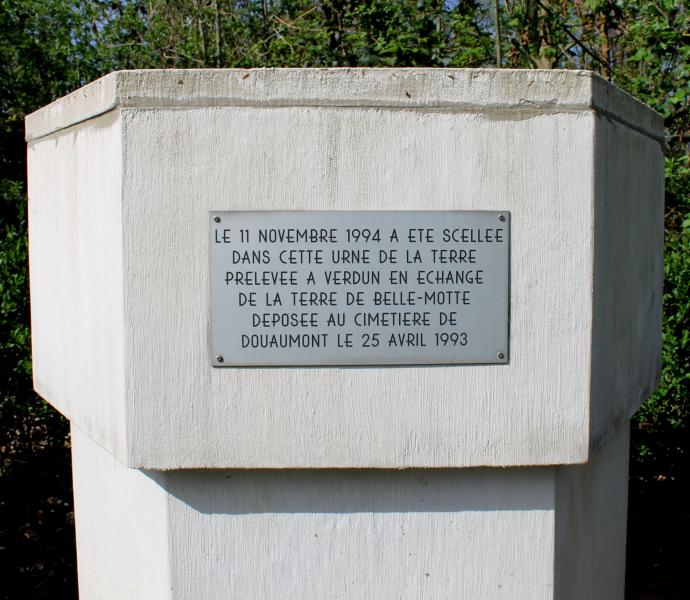 LE 11 NOVEMBRE 1994 A ETE SCELLEE
DANS CETTE URNE DE LA TERRE
PRELEVEE A VERDUN EN ECHANGE
DE LA TERRE DE BELLE-MOTTE
DEPOSEE AU CIMETIERE DE
DOUAUMONT LE 25 AVRIL 1993